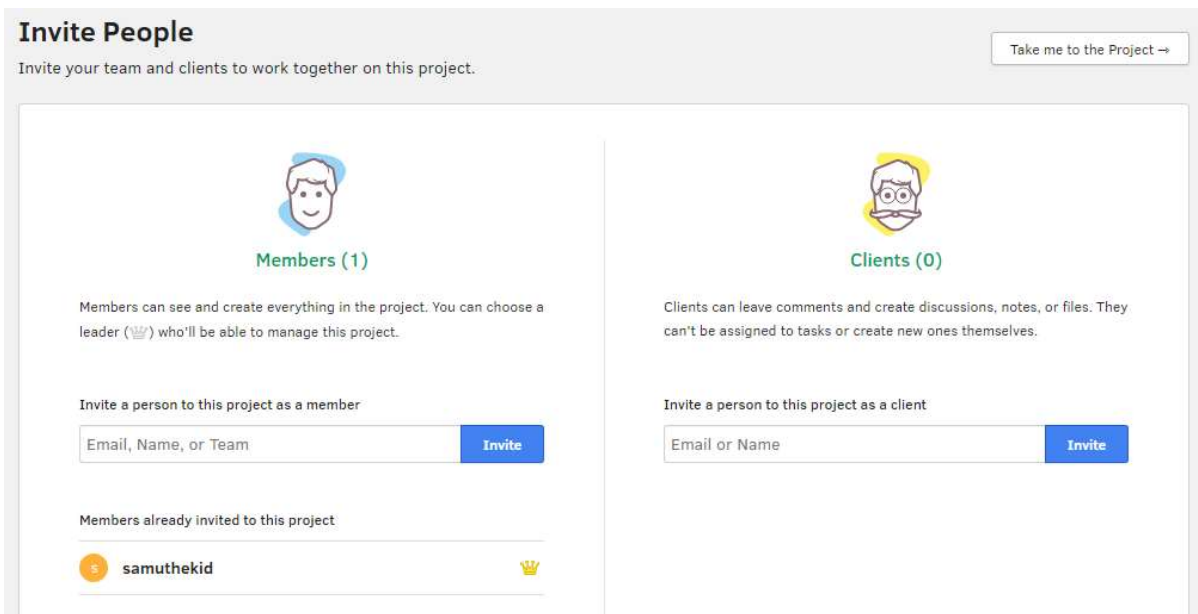 Invite People
Invite your team and clients to work together on this project.
Take me to the Project →
Members (1)
Members can see and create everything in the project. You can choose a
leader () who'll be able to manage this project.
Invite a person to this project as a member
Email, Name, or Team
Invite
Members already invited to this project
S
samuthekid
Clients (0)
Clients can leave comments and create discussions, notes, or files. They
can't be assigned to tasks or create new ones themselves.
Invite a person to this project as a client
Email or Name
Invite